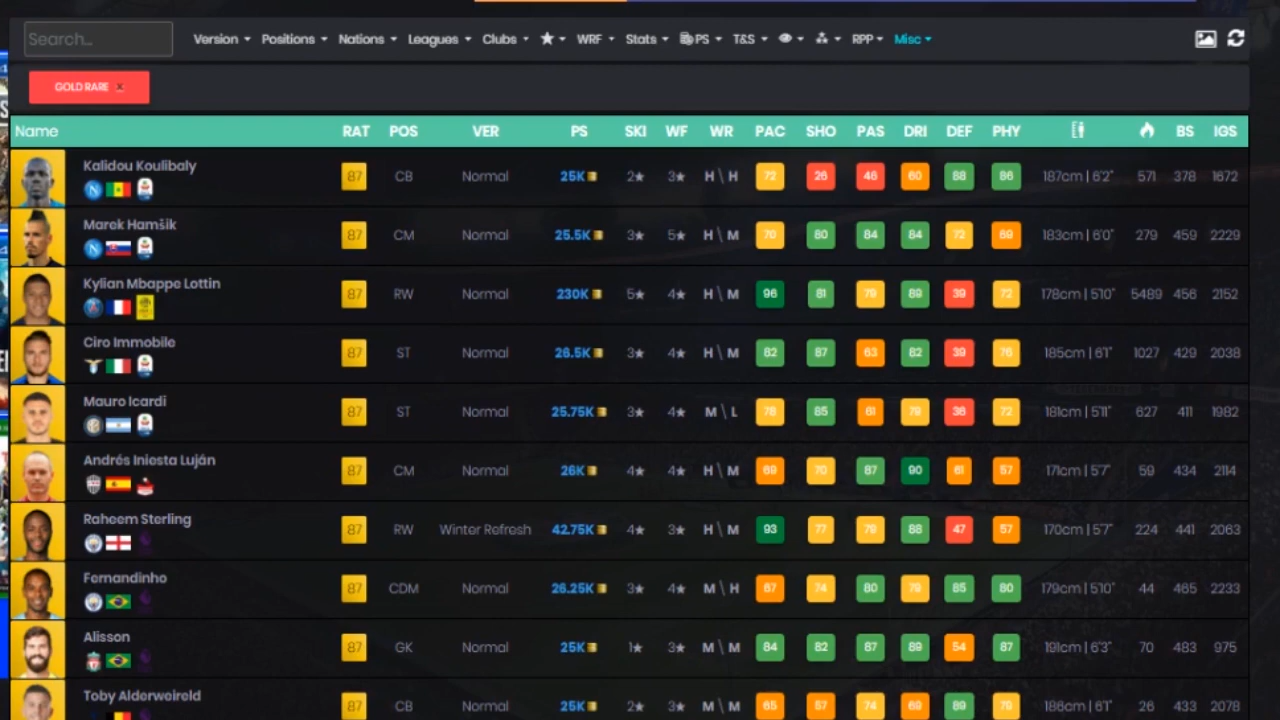 Search... Version Positions Nations Leagues Clubs ★ WRF Stats PS T&S RPP Misc
GOLD RARE x
Name RAT POS VER PS SKI WF WR PAC SHO PAS DRI DEF PHY BS IGS
Kalidou Koulibaly 87 CB Normal 25K 2★ 3★ H \ H 72 26 46 60 88 86 187cm | 6'2" 571 378 1672
Marek Hamšik 87 CM Normal 25.5K 3★ 5★ H \ M 70 80 84 84 72 69 183cm | 6'0" 279 459 2229
Kylian Mbappe Lottin 87 RW Normal 230K 5★ 4★ H \ M 96 81 79 89 39 72 178cm | 5'10" 5489 456 2152
Ciro Immobile 87 ST Normal 26.5K 3★ 4★ H \ M 82 87 63 82 39 76 185cm | 6'1" 1027 429 2038
Mauro Icardi 87 ST Normal 25.75K 3★ 4★ M \ L 78 85 61 79 36 72 181cm | 5'11" 627 411 1982
Andrés Iniesta Luján 87 CM Normal 26K 4★ 4★ H \ M 69 70 87 90 61 57 171cm | 5'7" 59 434 2114
Raheem Sterling 87 RW Winter Refresh 42.75K 4★ 3★ H \ M 93 77 79 88 47 57 170cm | 5'7" 224 441 2063
Fernandinho 87 CDM Normal 26.25K 3★ 4★ M \ H 67 74 80 79 85 80 179cm | 5'10" 44 465 2233
Alisson 87 GK Normal 25K 1★ 3★ M \ M 84 82 87 89 54 87 191cm | 6'3" 70 483 975
Toby Alderweireld 87 CB Normal 25K 2★ 3★ M \ M 65 57 74 69 89 79 186cm | 6'1" 26 433 2078